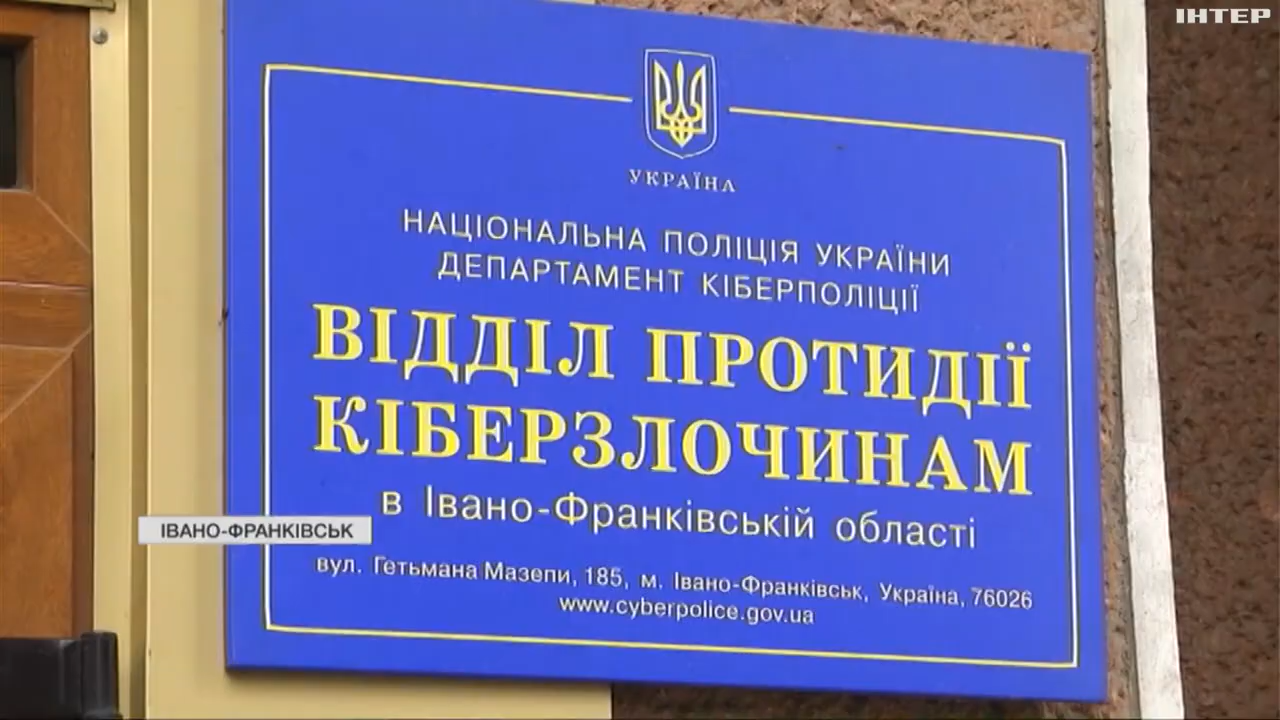 ІНТЕР
УКРАЇНА
НАЦІОНАЛЬНА ПОЛІЦІЯ УКРАЇНИ
ДЕПАРТАМЕНТ КІБЕРПОЛІЦІЇ
ВІДДІЛ ПРОТИДІЇ
КІБЕРЗЛОЧИНАМ
в Івано-Франківській області
ІВАНО-ФРАНКІВСЬК
вул. Гетьмана Мазепи, 185, м. Івано-Франківськ, Україна, 76026
www.cyberpolice.gov.ua